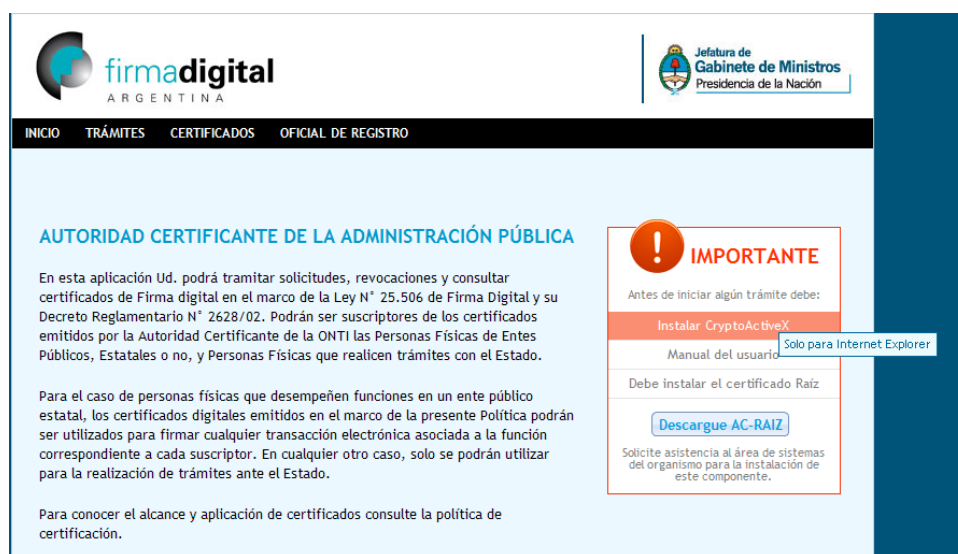 firmadigital
ARGENTINA
Jefatura de
Gabinete de Ministros
Presidencia de la Nación
INICIO TRÁMITES CERTIFICADOS OFICIAL DE REGISTRO
AUTORIDAD CERTIFICANTE DE LA ADMINISTRACIÓN PÚBLICA
En esta aplicación Ud. podrá tramitar solicitudes, revocaciones y consultar
certificados de Firma digital en el marco de la Ley N° 25.506 de Firma Digital y su
Decreto Reglamentario N° 2628/02. Podrán ser suscriptores de los certificados
emitidos por la Autoridad Certificante de la ONTI las Personas Físicas de Entes
Públicos, Estatales o no, y Personas Físicas que realicen trámites con el Estado.
Para el caso de personas físicas que desempeñen funciones en un ente público
estatal, los certificados digitales emitidos en el marco de la presente Política podrán
ser utilizados para firmar cualquier transacción electrónica asociada a la función
correspondiente a cada suscriptor. En cualquier otro caso, solo se podrán utilizar
para la realización de trámites ante el Estado.
Para conocer el alcance y aplicación de certificados consulte la política de
certificación.
! IMPORTANTE
Antes de iniciar algún trámite debe:
Instalar CryptoActiveX
Solo para Internet Explorer
Manual del usuario
Debe instalar el certificado Raíz
Descargue AC-RAIZ
Solicite asistencia al área de sistemas
del organismo para la instalación de
este componente.